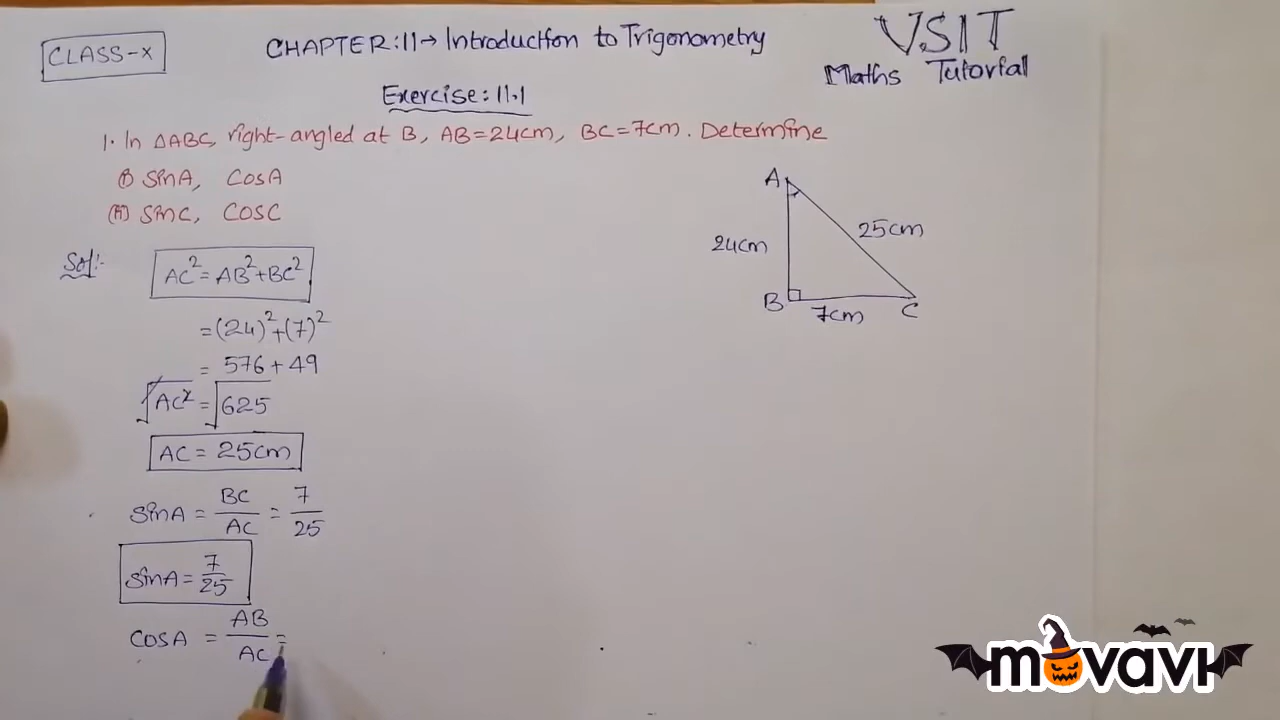 CLASS-X
CHAPTER:11→ Introduction to Trigonometry
VSIT
Maths Tutorial
Exercise:11.1
1. In △ABC, right-angled at B, AB=24cm, BC=7cm. Determine
(i) sinA, cosA
(ii) sinc, cosc
Sol:-
AC²=AB²+BC²
=(24)²+(7)²
= 576+49
√AC² = √625
AC = 25cm
sinA = BC/AC = 7/25
sinA = 7/25
cosA = AB/AC =
A
24cm
25cm
B
7cm
C
movavi